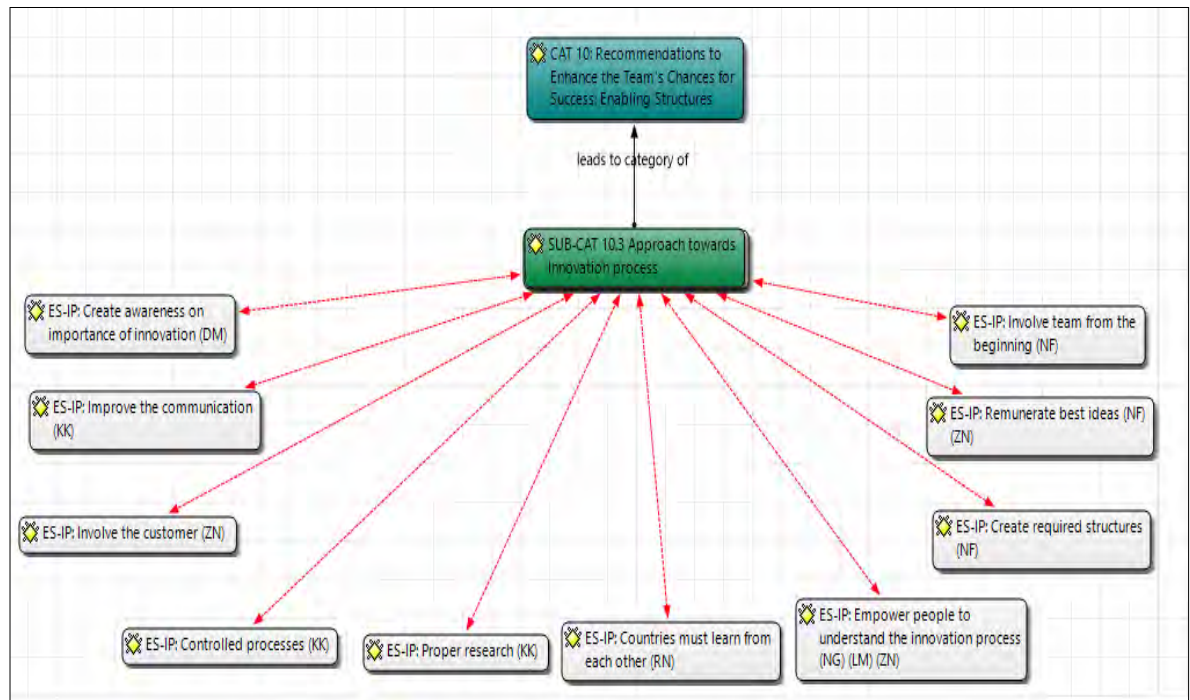 CAT 10: Recommendations to
Enhance the Team's Chances for
Success: Enabling Structures
leads to category of
SUB-CAT 10.3 Approach towards
Innovation process
ES-IP: Create awareness on
importance of innovation (DM)
ES-IP: Involve team from the
beginning (NF)
ES-IP: Improve the communication
(KK)
ES-IP: Remunerate best ideas (NF)
(ZN)
ES-IP: Involve the customer (ZN)
ES-IP: Create required structures
(NF)
ES-IP: Controlled processes (KK)
ES-IP: Proper research (KK)
ES-IP: Countries must learn from
each other (RN)
ES-IP: Empower people to
understand the innovation process
(NG) (LM) (ZN)